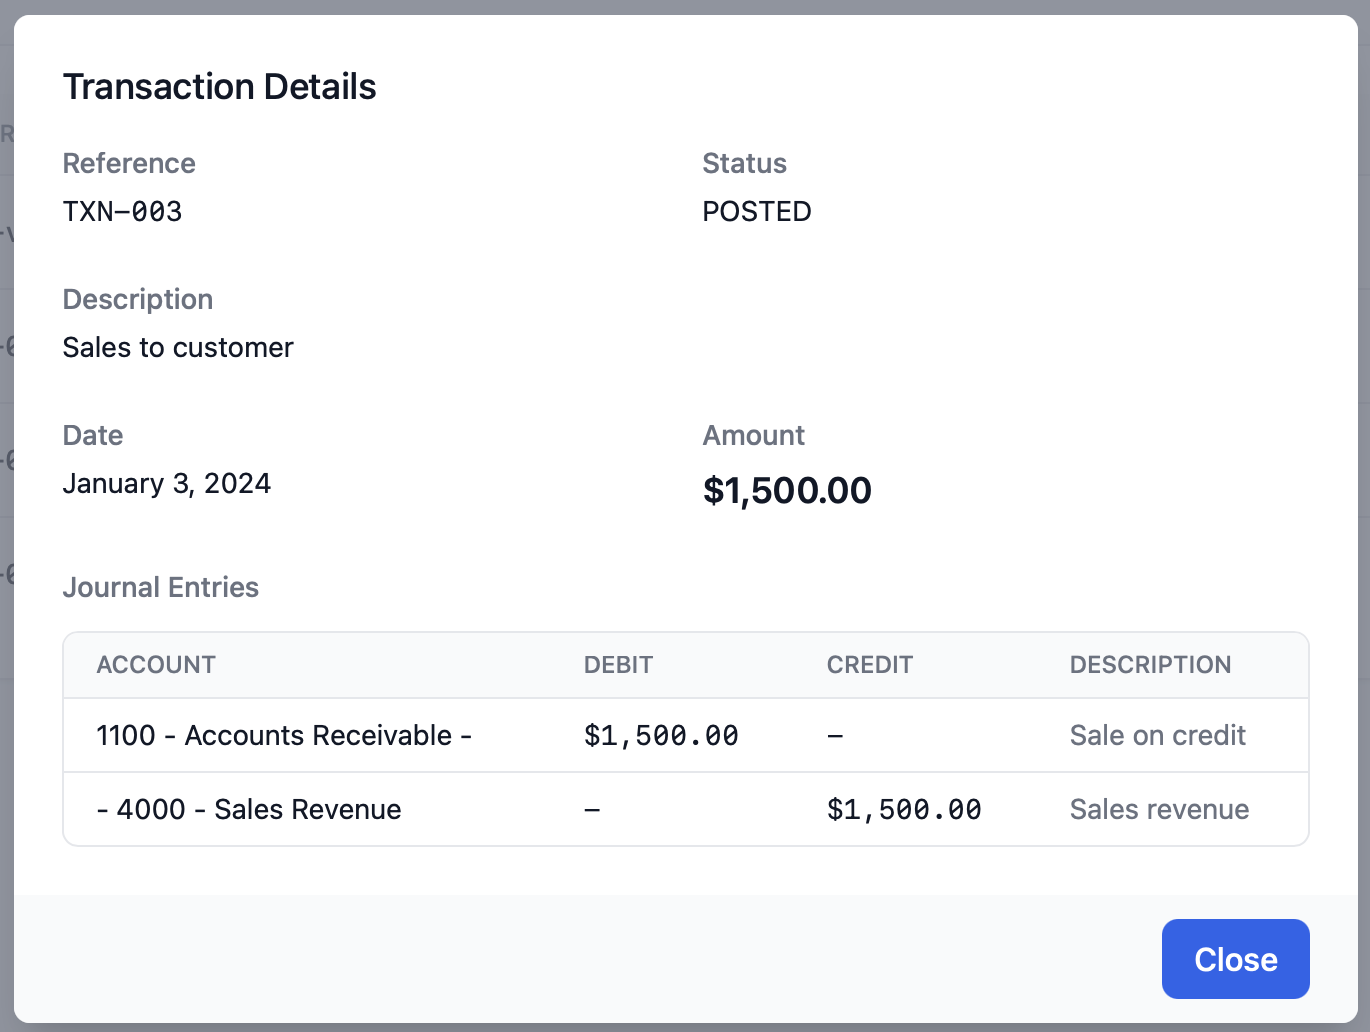 Transaction Details
Reference
TXN–003
Status
POSTED
Description
Sales to customer
Date
January 3, 2024
Amount
$1,500.00
Journal Entries
ACCOUNT DEBIT CREDIT DESCRIPTION
1100 - Accounts Receivable - $1,500.00 – Sale on credit
- 4000 - Sales Revenue – $1,500.00 Sales revenue
Close